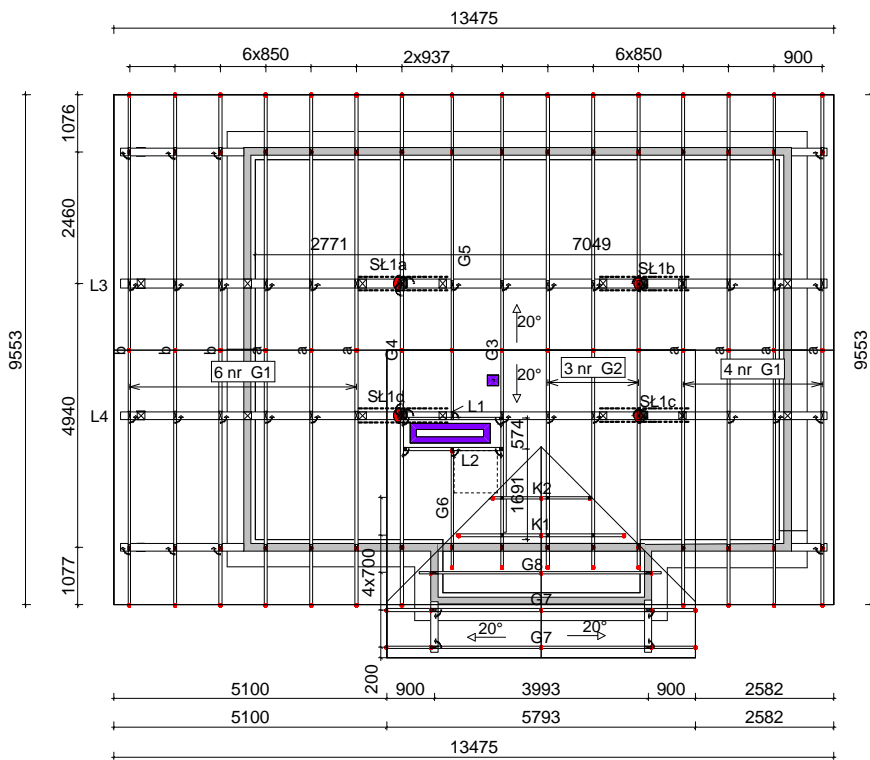 13475
6x850
2x937
6x850
900
1076
2460
2771
7049
G5
SŁ1a
SŁ1b
L3
20°
9553
9553
b
b
b
a
a
a
G4
G3
a
a
6 nr G1
20°
3 nr G2
4 nr G1
4940
SŁ1d
L1
SŁ1c
L4
574
L2
1691
K2
G6
K1
1077
4x700
G8
G7
20°
20°
G7
200
5100
900
3993
900
2582
5100
5793
2582
13475